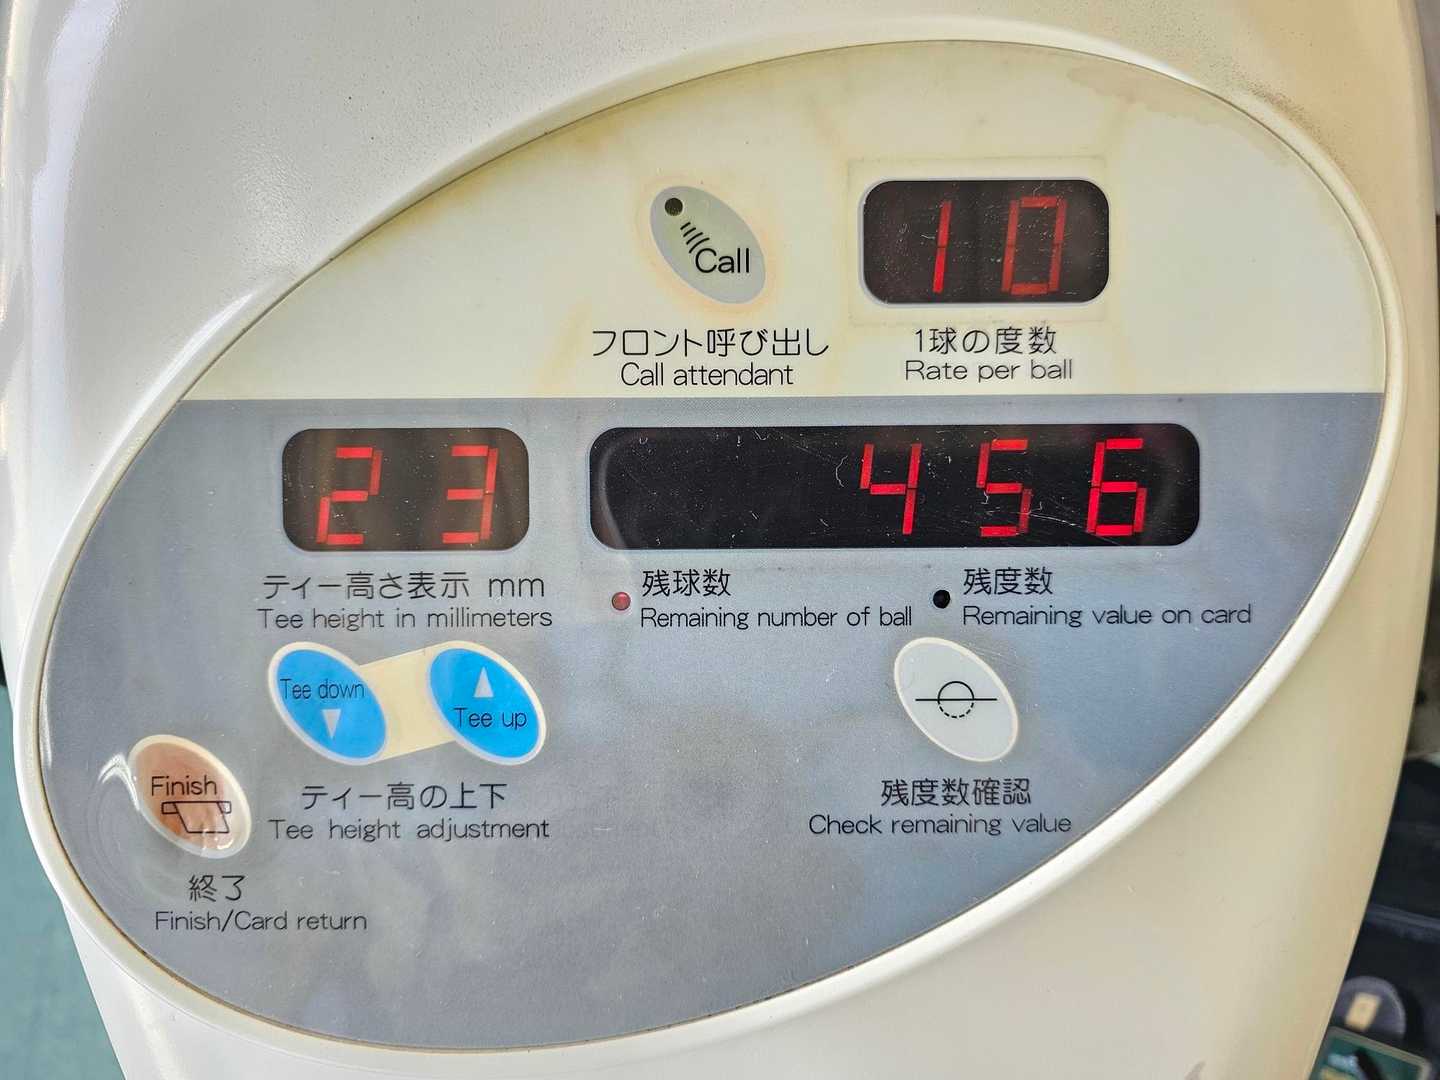 10
Call
フロント呼び出し
Call attendant
1球の度数
Rate per ball
23
456
ティー高さ表示 mm
Tee height in millimeters
残球数
Remaining number of ball
残度数
Remaining value on card
Tee down
Tee up
Finish
ティー高の上下
Tee height adjustment
残度数確認
Check remaining value
終了
Finish/Card return